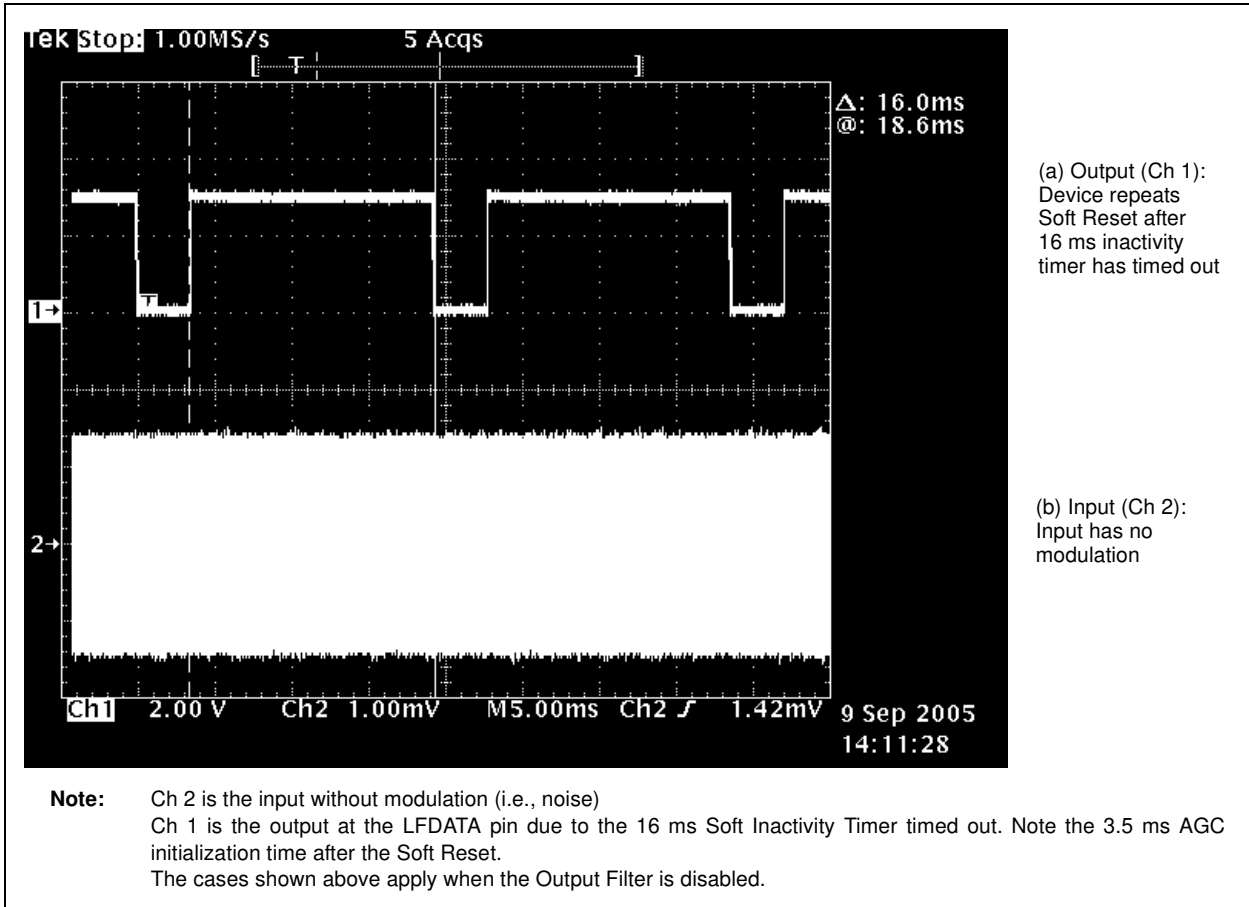 Tek Stop: 1.00MS/s 5 Acqs
[ T ]
Δ: 16.0ms
@: 18.6ms
(a) Output (Ch 1):
Device repeats
Soft Reset after
16 ms inactivity
timer has timed out
T
1→
(b) Input (Ch 2):
Input has no
modulation
2→
Ch1 2.00 V Ch2 1.00mV M5.00ms Ch2 ƒ 1.42mV
9 Sep 2005
14:11:28
Note: Ch 2 is the input without modulation (i.e., noise)
Ch 1 is the output at the LFDATA pin due to the 16 ms Soft Inactivity Timer timed out. Note the 3.5 ms AGC
initialization time after the Soft Reset.
The cases shown above apply when the Output Filter is disabled.